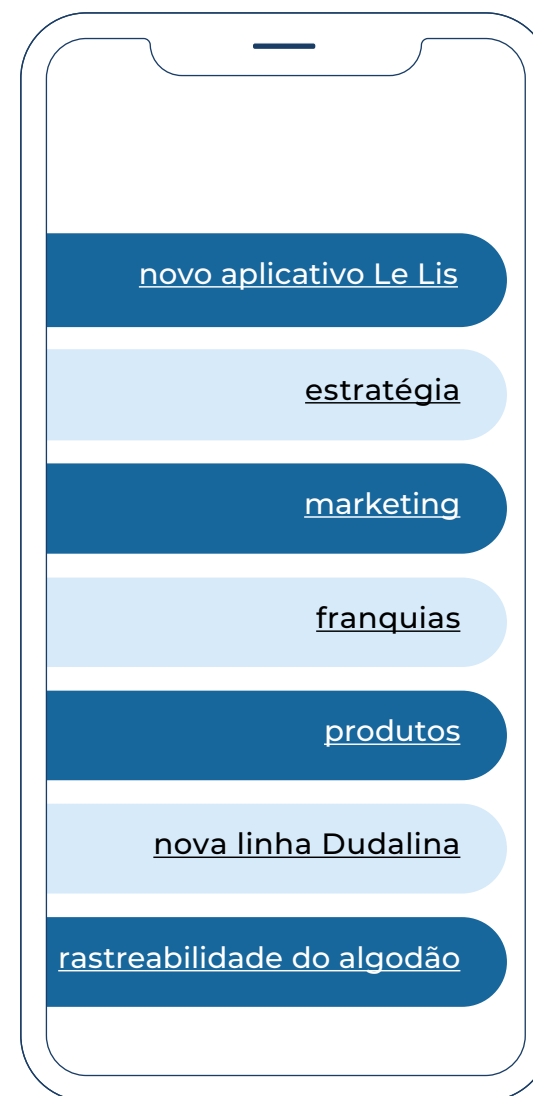 novo aplicativo Le Lis
estratégia
marketing
franquias
produtos
nova linha Dudalina
rastreabilidade do algodão